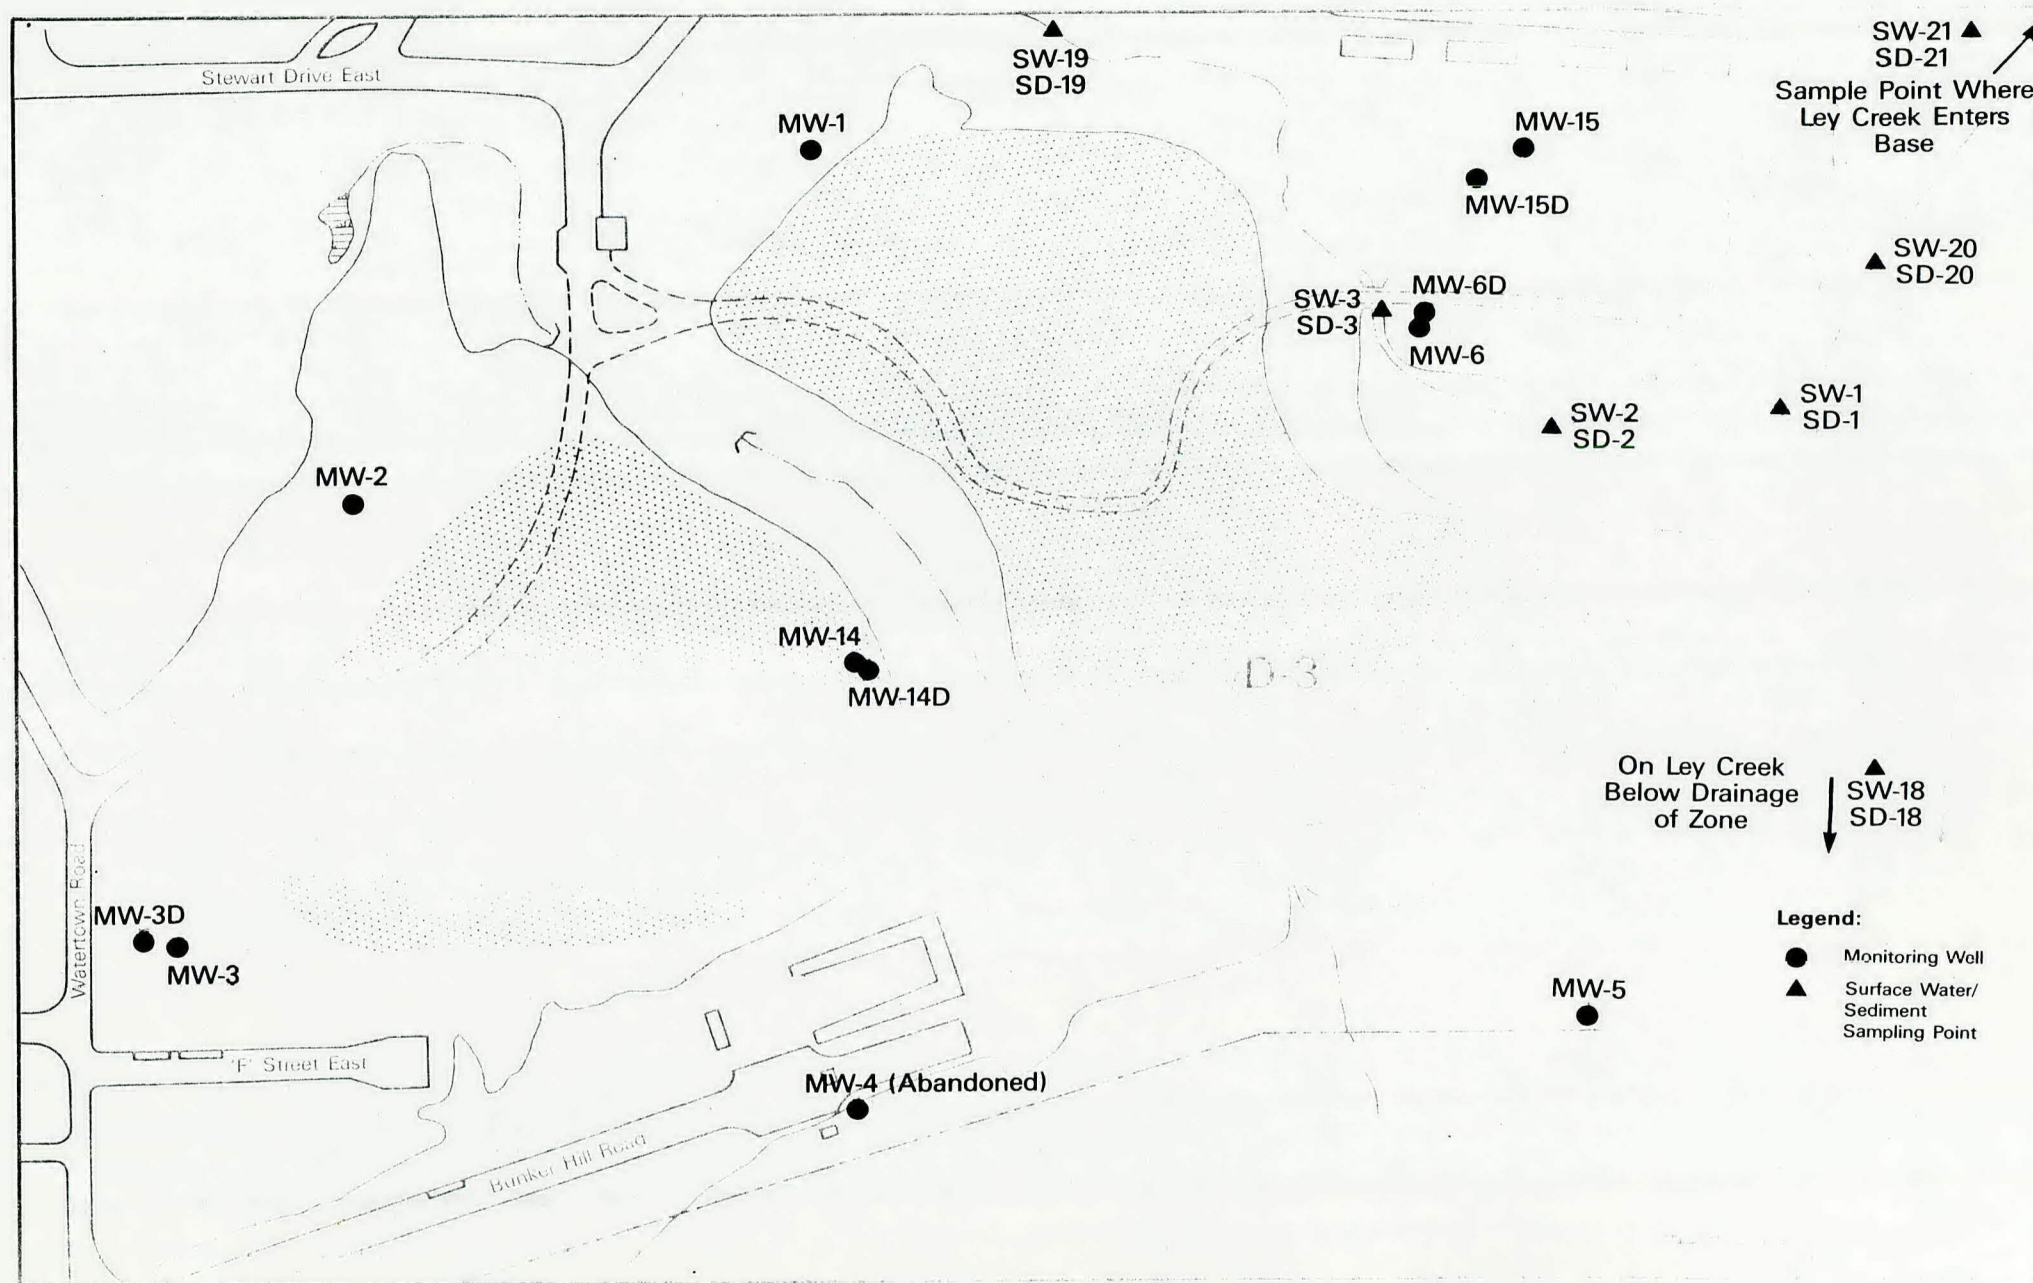 Stewart Drive East
SW-19
SD-19
SW-21
SD-21
Sample Point Where
Ley Creek Enters
Base
MW-1
MW-15
MW-15D
SW-20
SD-20
MW-6D
SW-3
SD-3
MW-6
SW-1
SD-1
SW-2
SD-2
MW-2
MW-14
MW-14D
D-3
On Ley Creek
Below Drainage
of Zone
SW-18
SD-18
Watertown Road
MW-3D
MW-3
Legend:
Monitoring Well
Surface Water/
Sediment
Sampling Point
MW-5
'F' Street East
MW-4 (Abandoned)
Bunker Hill Road